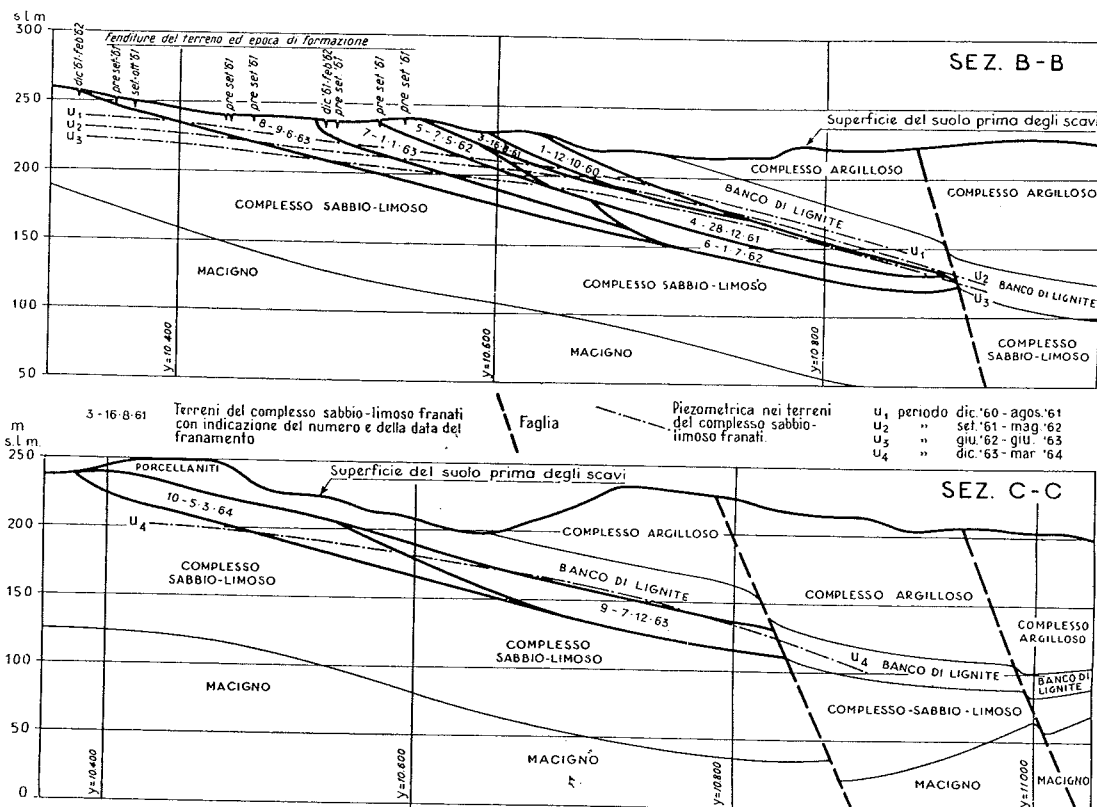 s l m
300
250
200
150
100
50
Fenditure del terreno ed epoca di formazione
dic '61-feb '62
pre set '61
set-ott '61
pre set '61
pre set '61
dic '61-feb '62
pre set '61
pre set '61
pre set '61
SEZ. B-B
Superficie del suolo prima degli scavi
u₁
u₂
u₃
8-9.6.63
7-1.1.63
5-7.5.62
3-16.8.61
1-12.10.60
4-28.12.61
6-1.7.62
COMPLESSO ARGILLOSO
COMPLESSO ARGILLOSO
BANCO DI LIGNITE
COMPLESSO SABBIO-LIMOSO
COMPLESSO SABBIO-LIMOSO
u₁
u₂
u₃
BANCO DI LIGNITE
COMPLESSO
SABBIO-LIMOSO
MACIGNO
MACIGNO
y=10.400
y=10.600
y=10.800
3-16.8.61
Terreni del complesso sabbio-limoso franati
con indicazione del numero e della data del
franamento
Faglia
Piezometrica nei terreni
del complesso sabbio-
limoso franati.
u₁ periodo dic. '60 - agos. '61
u₂ " set. '61 - mag. '62
u₃ " giu. '62 - giu. '63
u₄ " dic. '63 - mar '64
m
s l m.
250
200
150
100
50
0
PORCELLANITI
Superficie del suolo prima degli scavi
SEZ. C-C
10-5.3.64
u₄
COMPLESSO ARGILLOSO
COMPLESSO
SABBIO-LIMOSO
BANCO DI LIGNITE
9-7.12.63
COMPLESSO
SABBIO-LIMOSO
COMPLESSO ARGILLOSO
COMPLESSO
ARGILLOSO
u₄
BANCO DI LIGNITE
BANCO DI
LIGNITE
COMPLESSO-SABBIO-LIMOSO
MACIGNO
MACIGNO
MACIGNO
MACIGNO
y=10.400
y=10.600
y=10.800
y=11.000